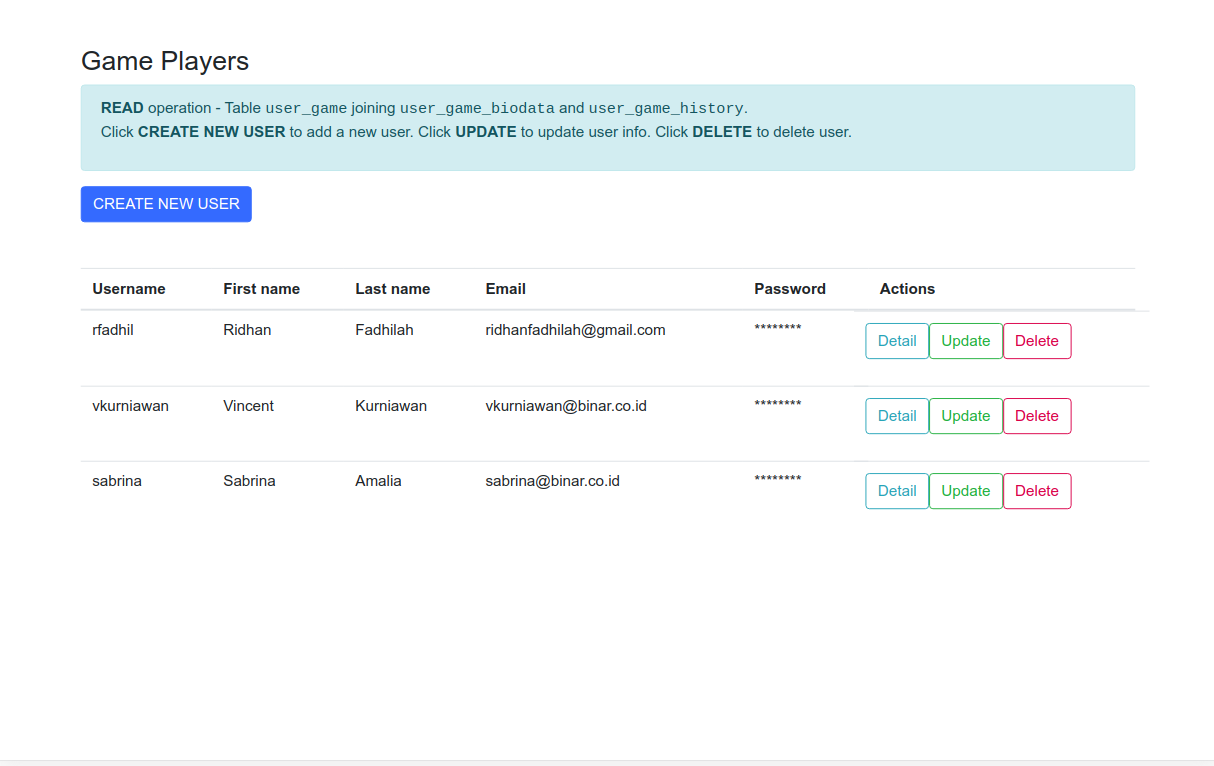 Game Players
READ operation - Table user_game joining user_game_biodata and user_game_history.
Click CREATE NEW USER to add a new user. Click UPDATE to update user info. Click DELETE to delete user.
CREATE NEW USER
Username First name Last name Email Password Actions
rfadhil Ridhan Fadhilah ridhanfadhilah@gmail.com ******** Detail Update Delete
vkurniawan Vincent Kurniawan vkurniawan@binar.co.id ******** Detail Update Delete
sabrina Sabrina Amalia sabrina@binar.co.id ******** Detail Update Delete